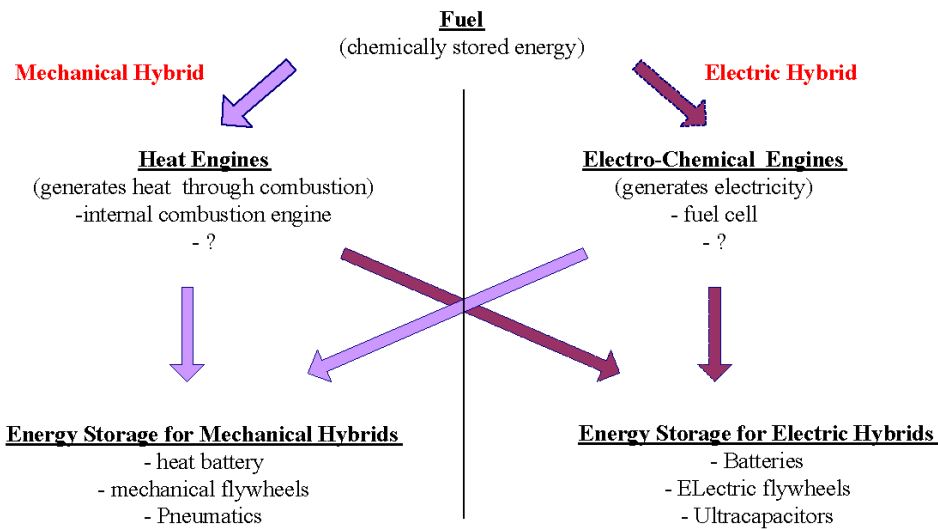 Fuel
(chemically stored energy)
Mechanical Hybrid
Electric Hybrid
Heat Engines
(generates heat through combustion)
-internal combustion engine
- ?
Electro-Chemical Engines
(generates electricity)
- fuel cell
- ?
Energy Storage for Mechanical Hybrids
- heat battery
- mechanical flywheels
- Pneumatics
Energy Storage for Electric Hybrids
- Batteries
- ELectric flywheels
- Ultracapacitors